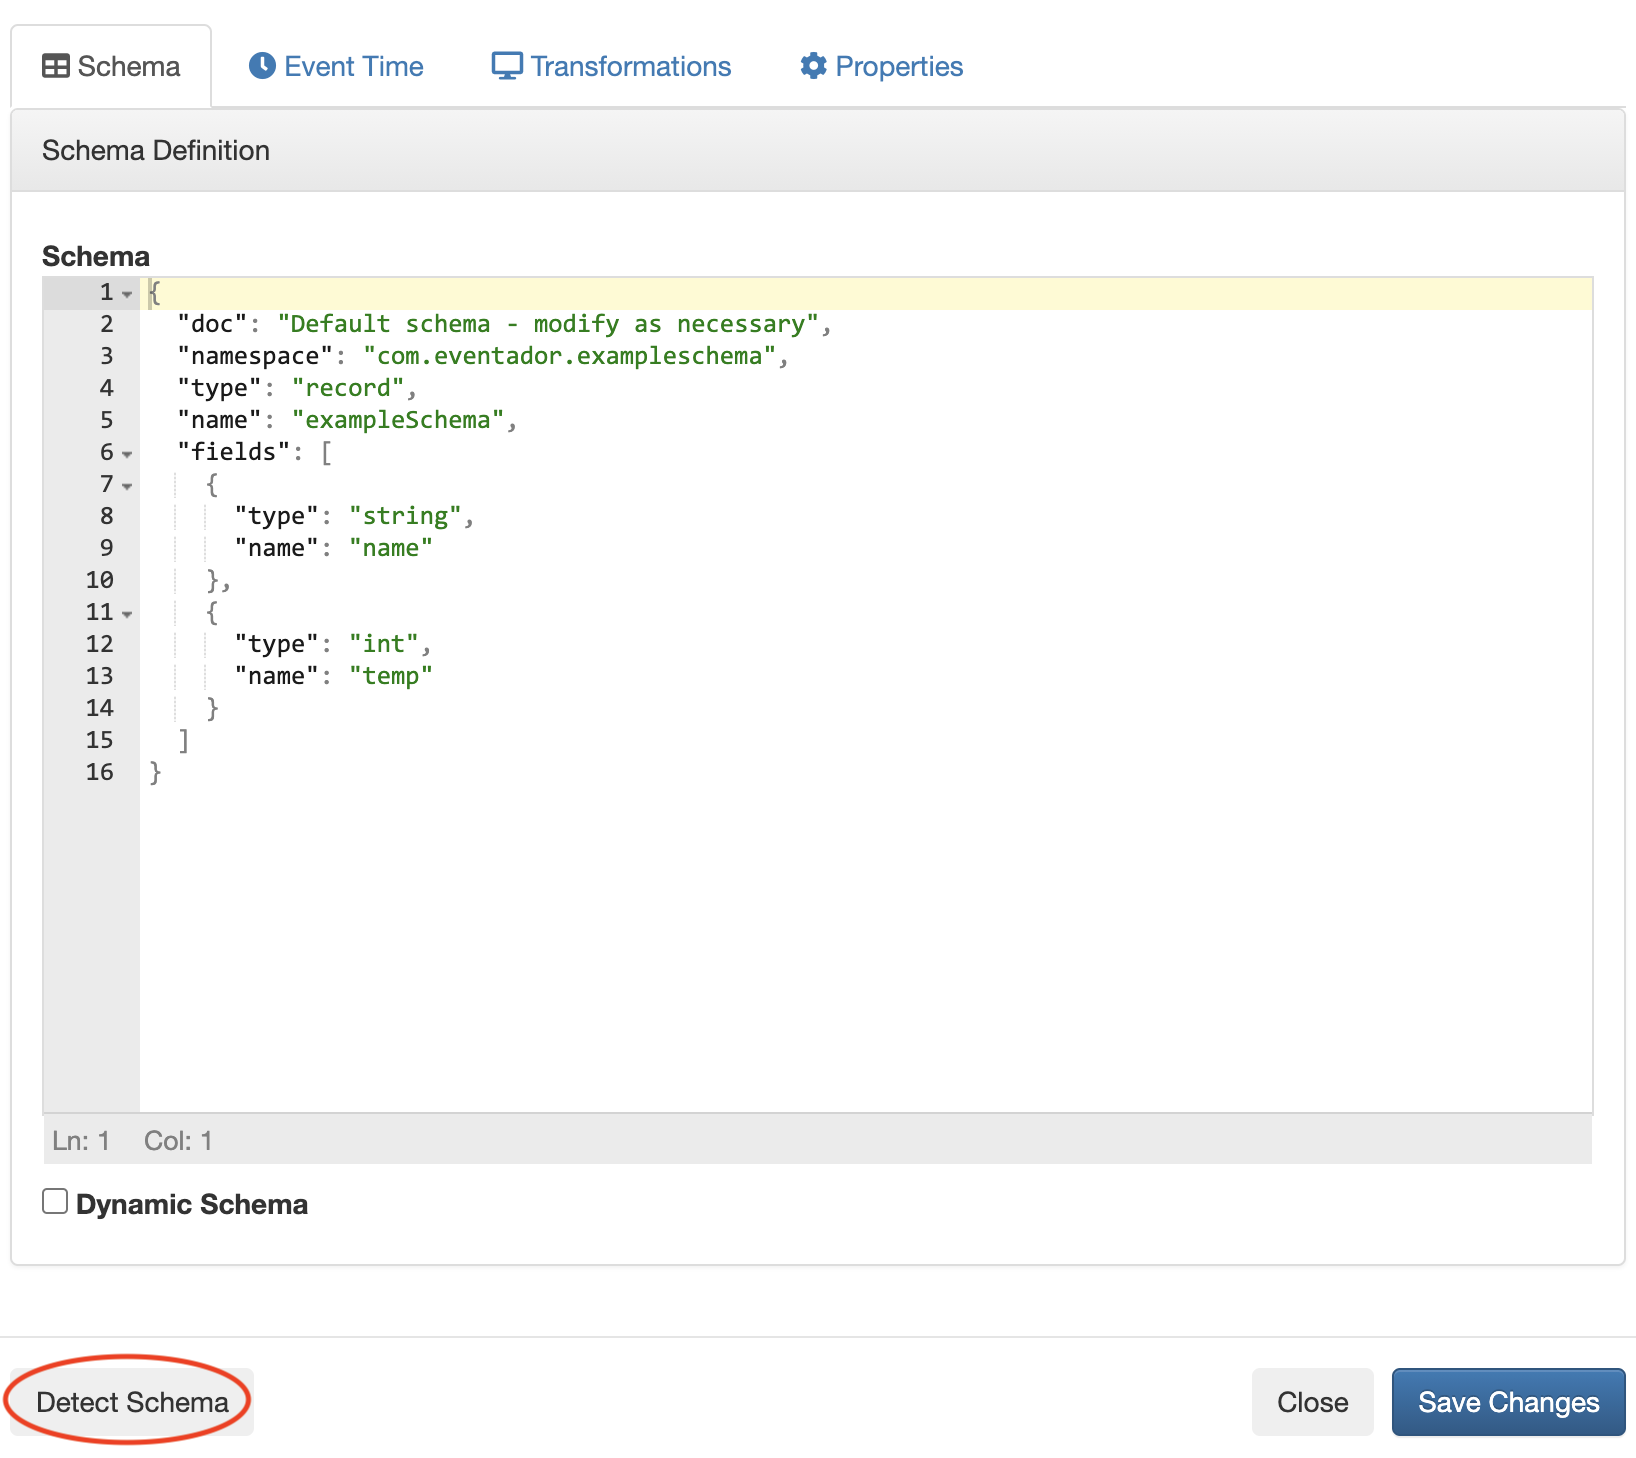 Schema Event Time Transformations Properties
Schema Definition
Schema
1 {
2 "doc": "Default schema - modify as necessary",
3 "namespace": "com.eventador.exampleschema",
4 "type": "record",
5 "name": "exampleSchema",
6 "fields": [
7 {
8 "type": "string",
9 "name": "name"
10 },
11 {
12 "type": "int",
13 "name": "temp"
14 }
15 ]
16 }
Ln: 1 Col: 1
Dynamic Schema
Detect Schema Close Save Changes